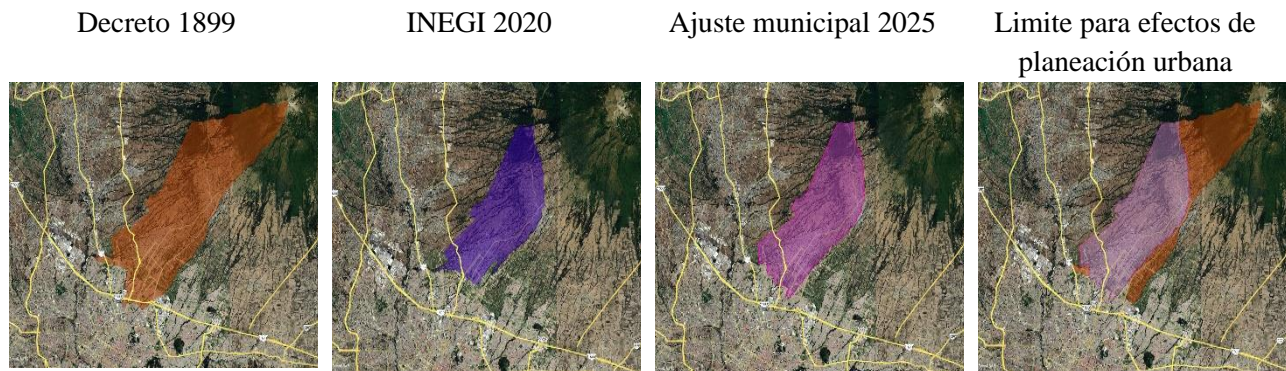 Decreto 1899
INEGI 2020
Ajuste municipal 2025
Limite para efectos de
planeación urbana